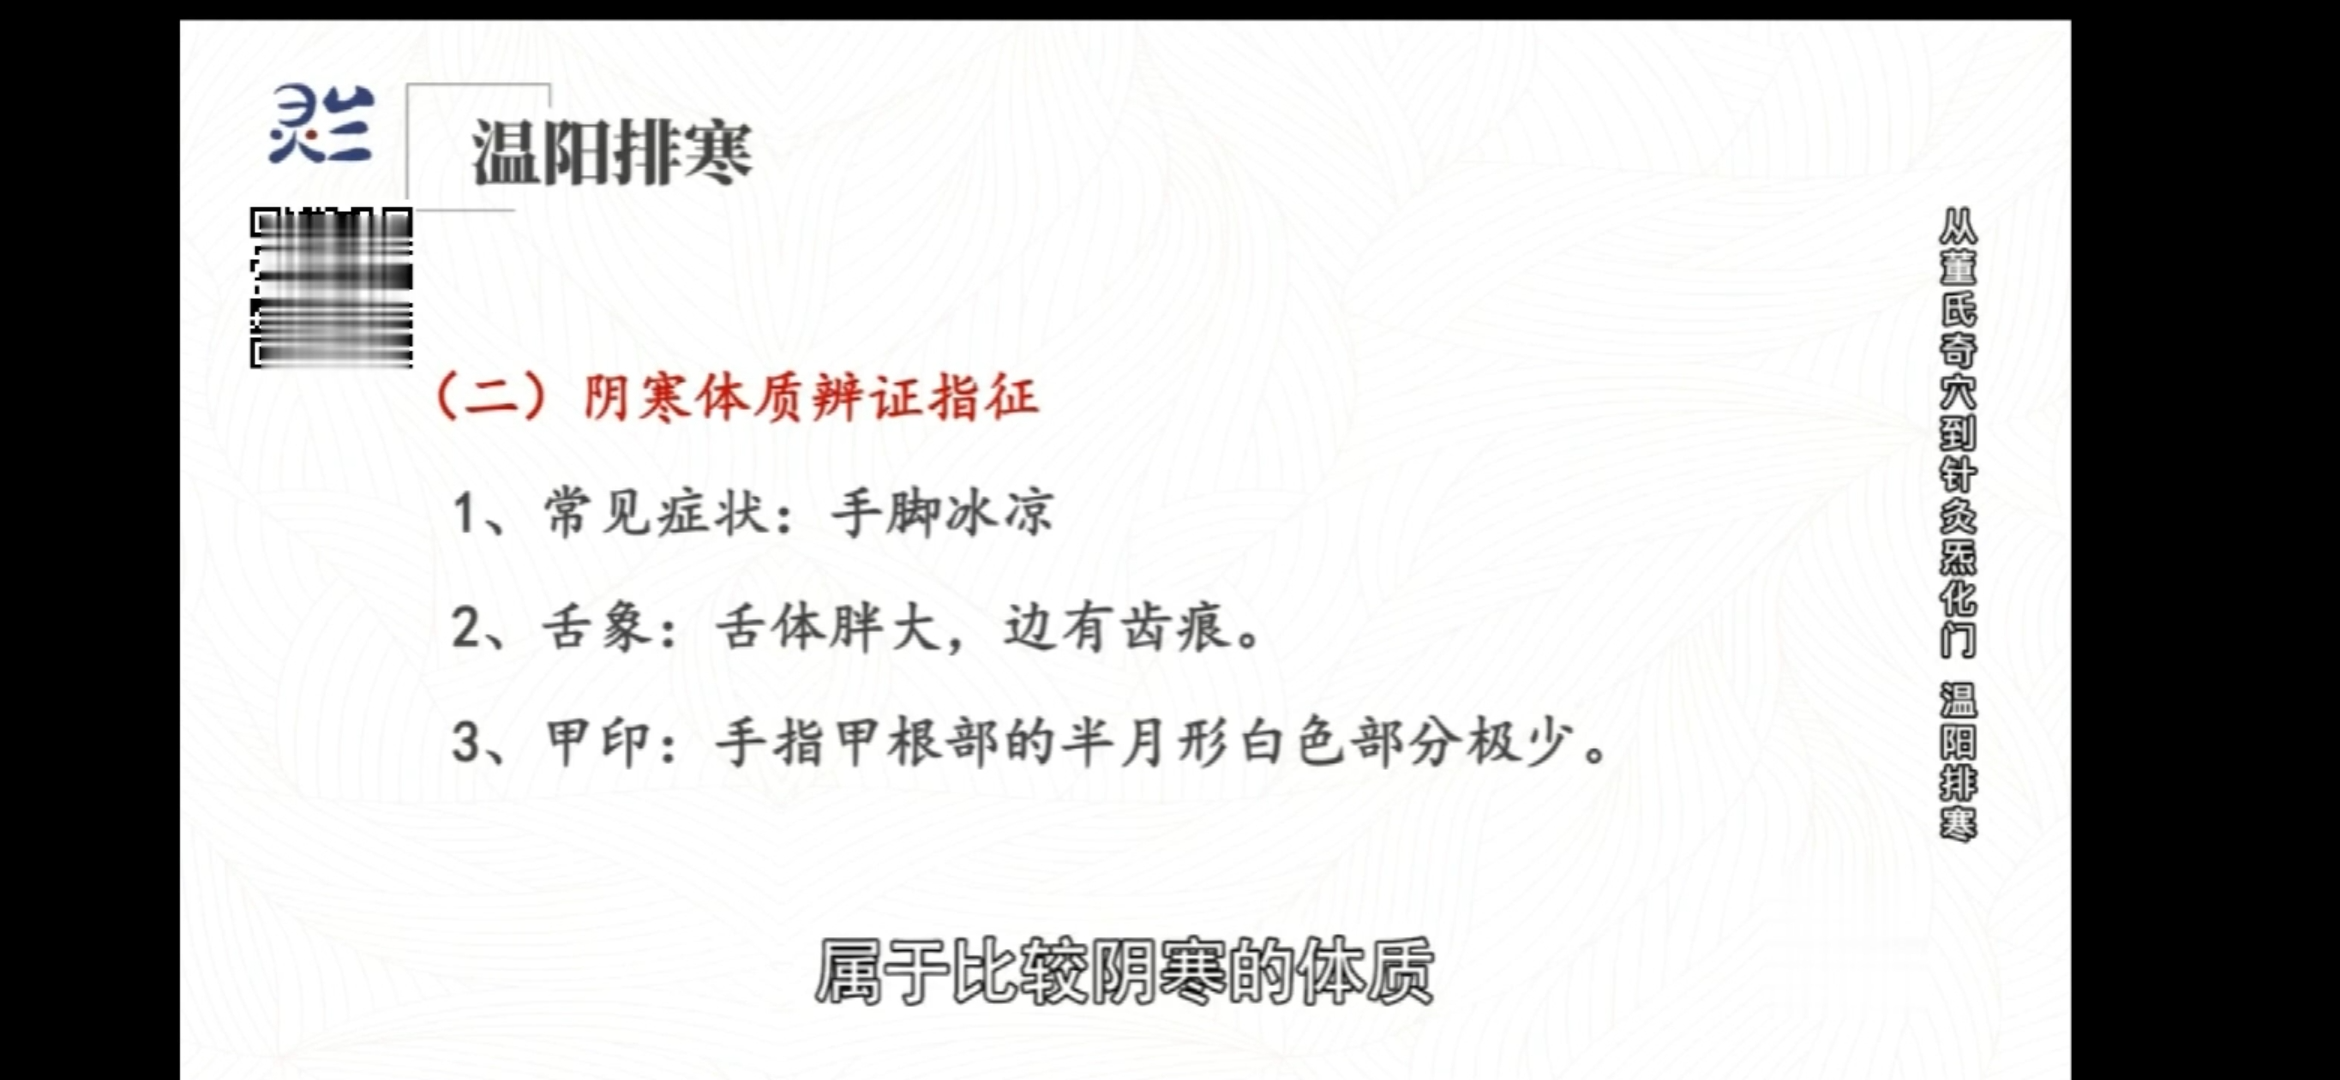 灵兰
温阳排寒
（二）阴寒体质辨证指征
1、常见症状：手脚冰凉
2、舌象：舌体胖大，边有齿痕。
3、甲印：手指甲根部的半月形白色部分极少。
从董氏奇穴到针灸炁化门 温阳排寒
属于比较阴寒的体质